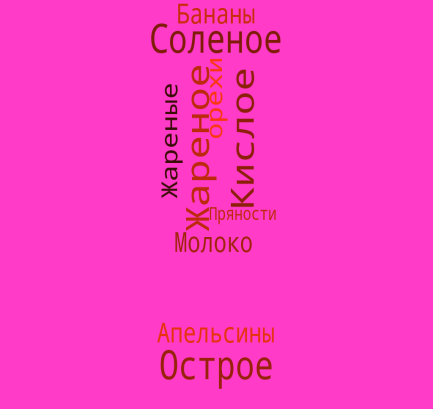 Бананы
Соленое
Жареные
Жареное
орехи
Кислое
Пряности
Молоко
Апельсины
Острое